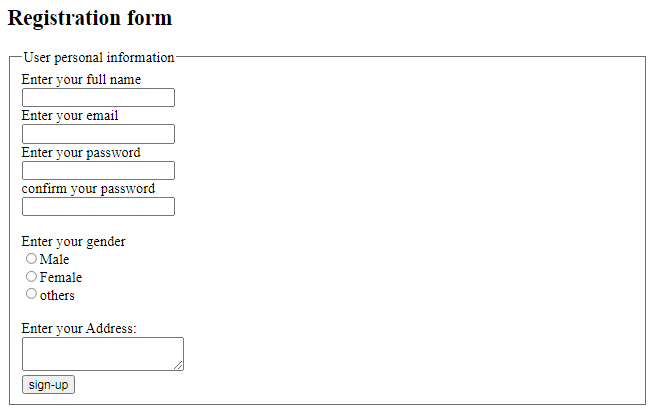 Registration form
User personal information
Enter your full name
Enter your email
Enter your password
confirm your password
Enter your gender
Male
Female
others
Enter your Address:
sign-up